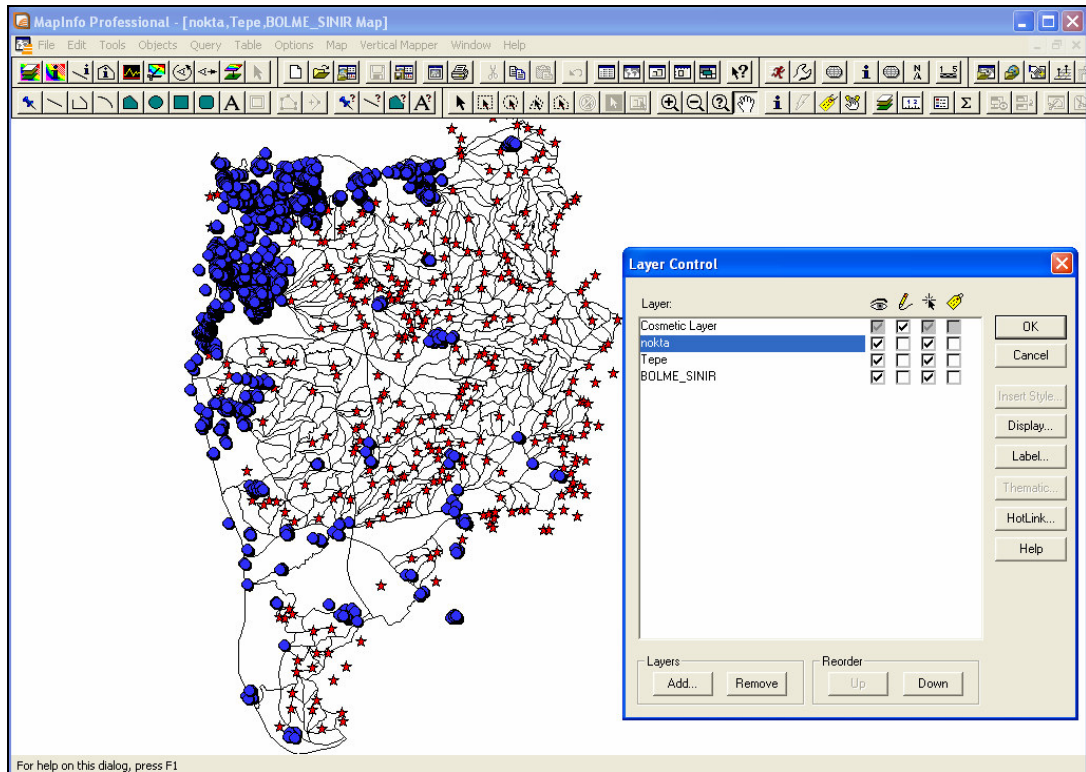 MapInfo Professional - [nokta,Tepe,BOLME_SINIR Map]
File Edit Tools Objects Query Table Options Map Vertical Mapper Window Help
Layer Control
Layer:
Cosmetic Layer
nokta
Tepe
BOLME_SINIR
OK
Cancel
Insert Style...
Display...
Label...
Thematic...
HotLink...
Help
Layers
Add...
Remove
Reorder
Up
Down
For help on this dialog, press F1